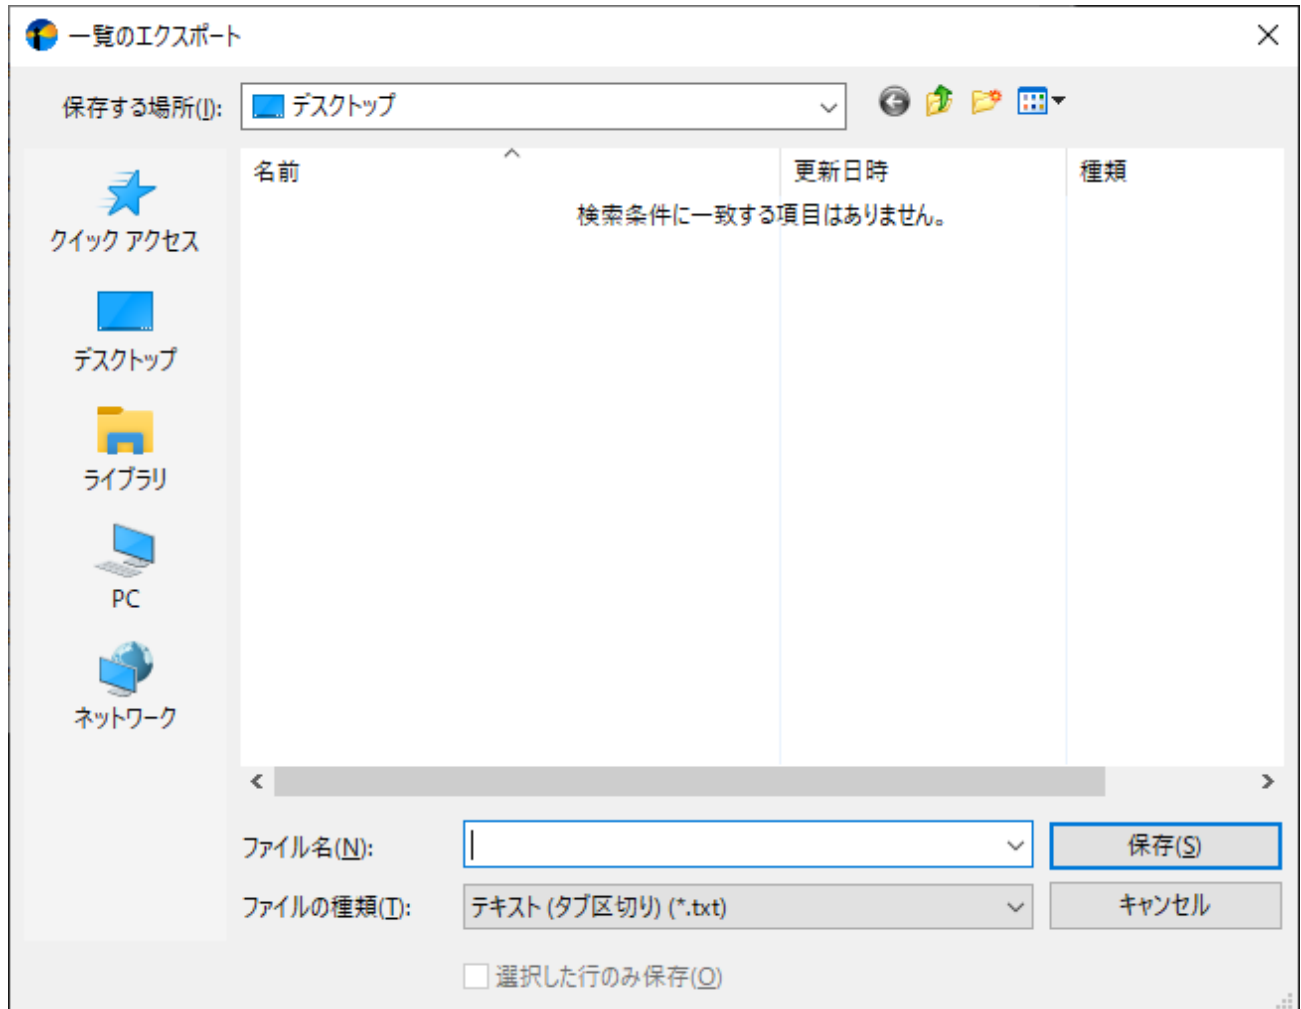 一覧のエクスポート
保存する場所(I):
デスクトップ
名前
更新日時
種類
検索条件に一致する項目はありません。
クイック アクセス
デスクトップ
ライブラリ
PC
ネットワーク
ファイル名(N):
保存(S)
ファイルの種類(T):
テキスト (タブ区切り) (*.txt)
キャンセル
選択した行のみ保存(O)